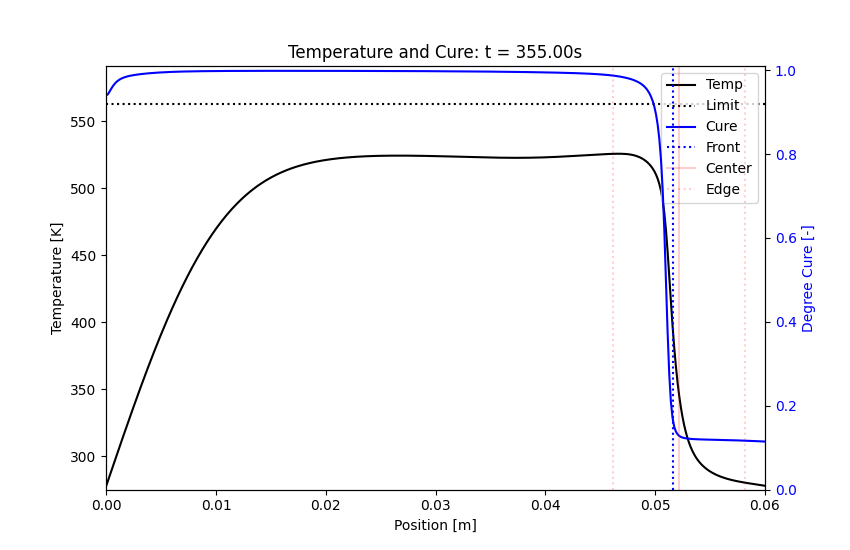 Temperature and Cure: t = 355.00s
Temperature [K]
550
500
450
400
350
300
Temp
Limit
Cure
Front
Center
Edge
1.0
0.8
0.6
0.4
0.2
0.0
Degree Cure [-]
0.00 0.01 0.02 0.03 0.04 0.05 0.06
Position [m]